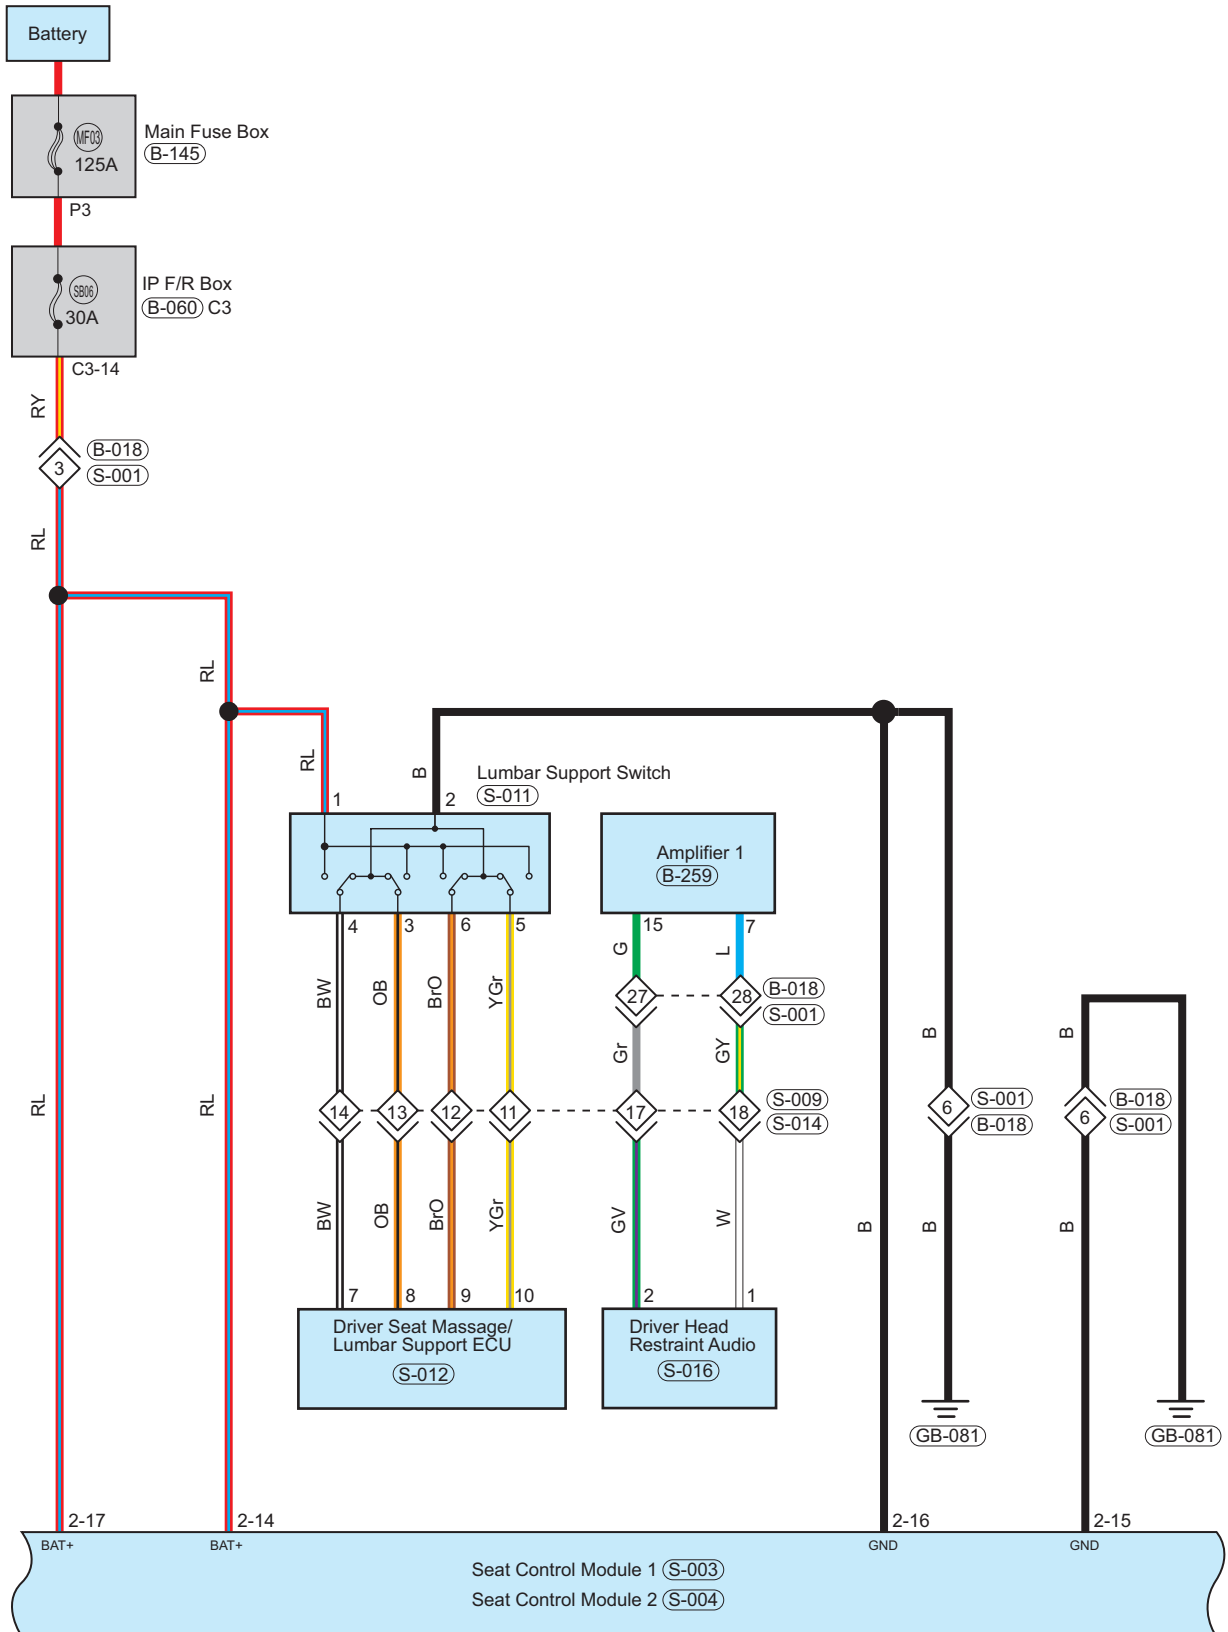 Battery
MF03
125A
Main Fuse Box
B-145
P3
SB06
30A
IP F/R Box
B-060 C3
C3-14
RY
3
B-018
S-001
RL
RL
RL
B
Lumbar Support Switch
S-011
1
2
Amplifier 1
B-259
4
3
6
5
15
7
BW
OB
BrO
YGr
G
L
27
28
B-018
S-001
Gr
GY
B
B
14
13
12
11
17
18
S-009
S-014
6
S-001
B-018
6
B-018
S-001
RL
RL
BW
OB
BrO
YGr
GV
W
B
B
B
7
8
9
10
2
1
Driver Seat Massage/
Lumbar Support ECU
S-012
Driver Head
Restraint Audio
S-016
GB-081
GB-081
2-17
2-14
2-16
2-15
BAT+
BAT+
GND
GND
Seat Control Module 1 S-003
Seat Control Module 2 S-004